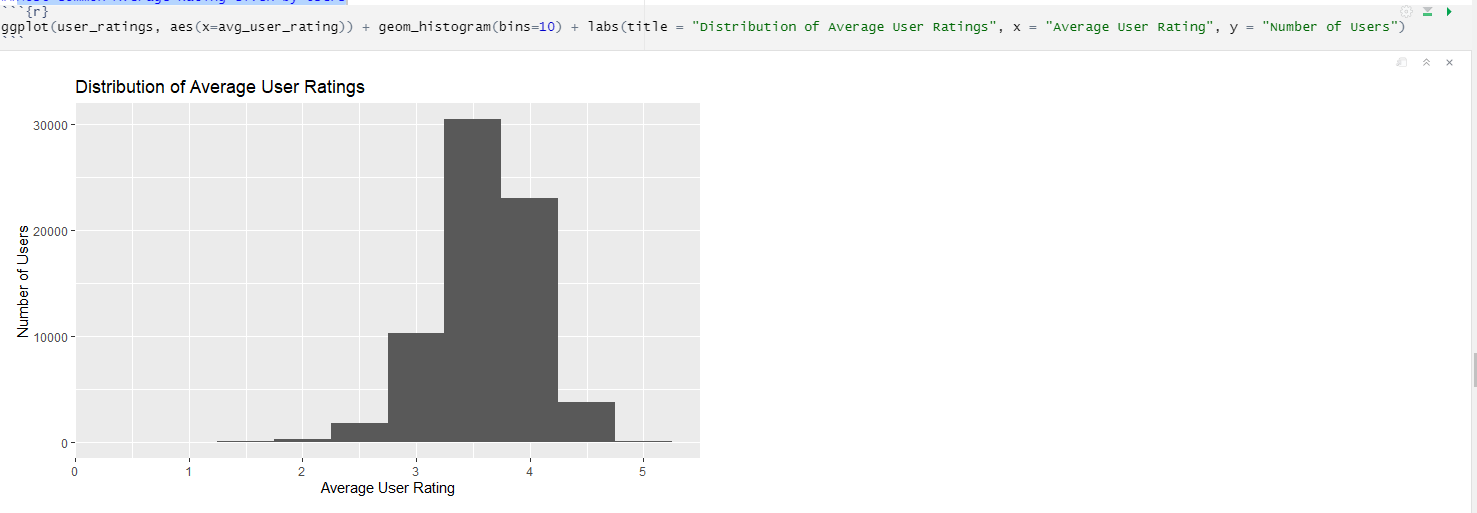 ```{r}
ggplot(user_ratings, aes(x=avg_user_rating)) + geom_histogram(bins=10) + labs(title = "Distribution of Average User Ratings", x = "Average User Rating", y = "Number of Users")
```
Distribution of Average User Ratings
Number of Users
30000
20000
10000
0
0 1 2 3 4 5
Average User Rating